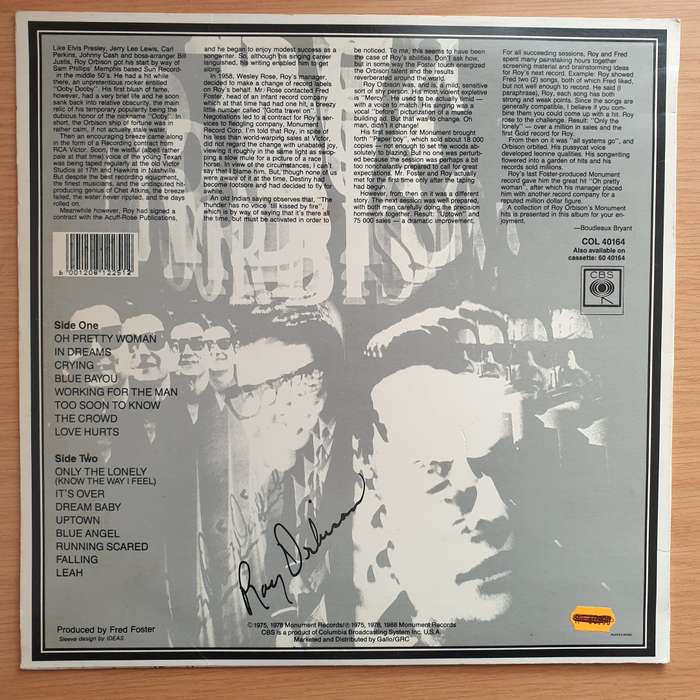 Like Elvis Presley, Jerry Lee Lewis, Carl
Perkins, Johnny Cash and boss-arranger Bill
Justis, Roy Orbison got his start by way of
Sam Phillips' Memphis based Sun Record-
in the middle 50's. He had a hit while
there, an unpretentious rocker entitled
"Ooby Dooby" His first blush of fame,
however, had a very brief life and he soon
sank back into relative obscurity, the main
relic of his temporary popularity being the
dubious honor of the nickname "Ooby". In
short, the Orbison ship of fortune was in
rather calm, if not actually stale water.
Then an encouraging breeze came along
in the form of a Recording contract from
RCA Victor. Soon, the wistful (albeit rather
pale at that time) voice of the young Texan
was being taped regularly at the old Victor
Studios at 17th and Hawkins in Nashville.
But despite the best recording equipment,
the finest musicians and the undisputed hit-
producing genius of Chet Atkins, the breeze
failed, the water never rippled, and the days
rolled on.
Meanwhile however, Roy had signed a
contract with the Acuff-Rose Publications,
and he began to enjoy modest success as a
songwriter. So, although his singing career
languished, his writing enabled him to get
along.
In 1958, Wesley Rose, Roy's manager,
decided to make a change of record labels
on Roy's behalf. Mr. Rose contacted Fred
Foster, head of an infant record company
which at that time had had one hit, a breezy
little number called "Gotta travel on".
Negotiations led to a contract for Roy's ser-
vices to fledgling company, Monument
Record Corp. I'm told that Roy, in spite of
his less than world-warping sales at Victor,
did not regard the change with unabated joy,
viewing it roughly in the same light as swap-
ping a slow mule for a picture of a race
horse. In view of the circumstances, I can't
say that I blame him. But, though none of us
were aware of it at the time, Destiny had
become footsore and had decided to fly for
awhile.
An old Indian saying observes that, "The
thunder has no voice 'till kissed by fire",
which is by way of saying that it's there all
the time, but must be activated in order to
be noticed. To me, this seems to have been
the case of Roy's abilities. Don't ask how,
but in some way the Foster touch energized
the Orbison talent and the results
reverberated around the world.
Roy Orbison was, and is, a mild, sensitive
sort of shy person. His most violent expletive
is "Mercy". He used to be actually timid —
with a voice to match. His singing was a
vocal "before" picturization of a muscle
building ad. But this was to change. Oh
man, didn't it change!
His first session for Monument brought
forth "Paper boy", which sold about 18 000
copies — not enough to set the woods ab-
solutely to blazing. But no one was perturb-
ed because the session was perhaps a bit
too nonchalantly prepared to call for great
expectations. Mr. Foster and Roy actually
met for the first time only after the taping
had begun.
However, from then on it was a different
story. The next session was well prepared,
with both men carefully doing the precision
homework together. Result: "Uptown" and
75 000 sales — a dramatic improvement.
For all succeeding sessions, Roy and Fred
spent many painstaking hours together
screening material and brainstorming ideas
for Roy's next record. Example: Roy showed
Fred two (2) songs, both of which Fred liked,
but not well enough to record. He said (I
paraphrase), Roy, each song has both
strong and weak points. Since the songs are
generally compatible, I believe if you com-
bine them you could come up with a hit. Roy
rose to the challenge. Result: "Only the
lonely" — over a million in sales and the
first Gold record for Roy.
From then on it was "all systems go", and
Orbison orbited. His pussycat voice
developed leonine qualities. His songwriting
flowered into a garden of hits and his
records sold millions.
Roy's last Foster-produced Monument
record gave him the great hit "Oh pretty
woman", after which his manager placed
him with another record company for a
reputed million dollar figure.
A collection of Roy Orbison's Monument
hits is presented in this album for your en-
joyment.
—Boudleaux Bryant
COL 40164
Also available on
cassette: 60 40164
CBS
6 001206 122512
Side One
OH PRETTY WOMAN
IN DREAMS
CRYING
BLUE BAYOU
WORKING FOR THE MAN
TOO SOON TO KNOW
THE CROWD
LOVE HURTS
Side Two
ONLY THE LONELY
(KNOW THE WAY I FEEL)
IT'S OVER
DREAM BABY
UPTOWN
BLUE ANGEL
RUNNING SCARED
FALLING
LEAH
Roy Orbison
Produced by Fred Foster
Sleeve design by IDEAS
© 1975, 1978 Monument Records/℗ 1975, 1978, 1986 Monument Records
CBS is a product of Columbia Broadcasting System Inc. U.S.A.
Marketed and Distributed by Gallo/GRC